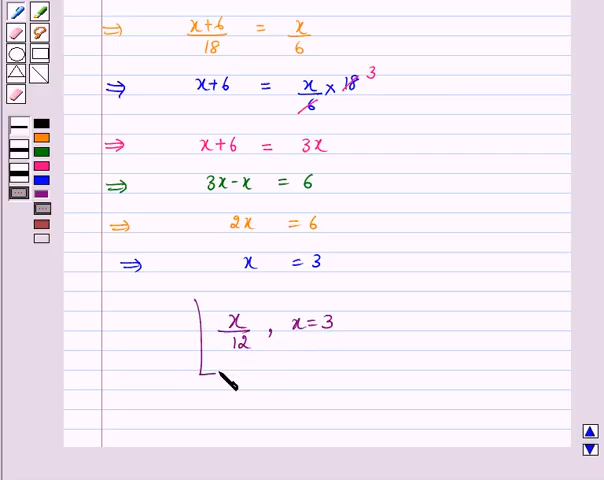 ⇒ x+6/18 = x/6
⇒ x+6 = x/6 × 18 3
⇒ x+6 = 3x
⇒ 3x-x = 6
⇒ 2x = 6
⇒ x = 3
x/12 , x=3